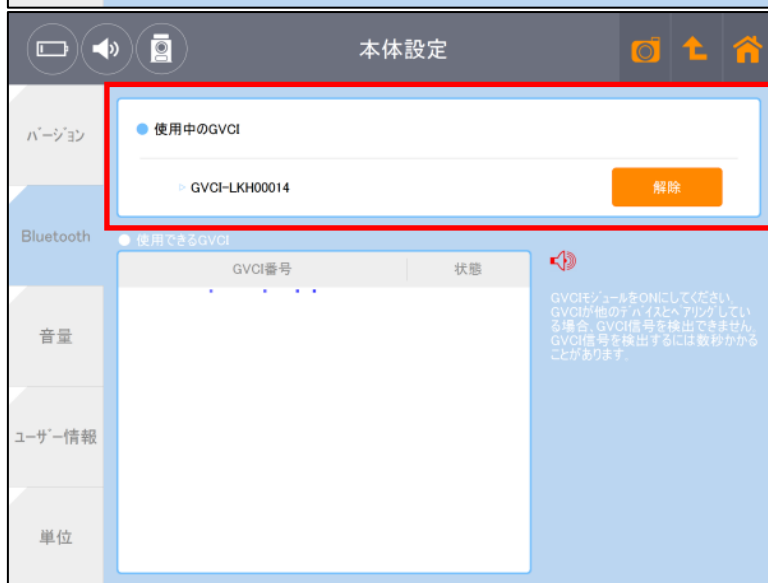 本体設定
バージョン
Bluetooth
音量
ユーザー情報
単位
使用中のGVCI
GVCI-LKH00014
解除
使用できるGVCI
GVCI番号
状態
GVCIモジュールをONにしてください.
GVCIが他のデバイスとペアリングしてい
る場合, GVCI信号を検出できません.
GVCI信号を検出するには数秒かかる
ことがあります.